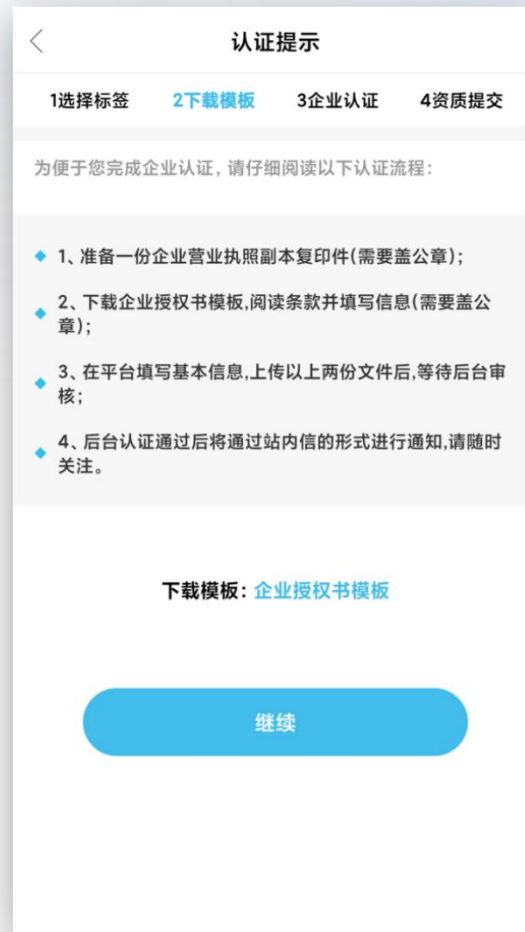 认证提示
1选择标签 2下载模板 3企业认证 4资质提交
为便于您完成企业认证，请仔细阅读以下认证流程：
1、准备一份企业营业执照副本复印件(需要盖公章)；
2、下载企业授权书模板,阅读条款并填写信息(需要盖公
章)；
3、在平台填写基本信息,上传以上两份文件后,等待后台审
核；
4、后台认证通过后将通过站内信的形式进行通知,请随时
关注。
下载模板：企业授权书模板
继续